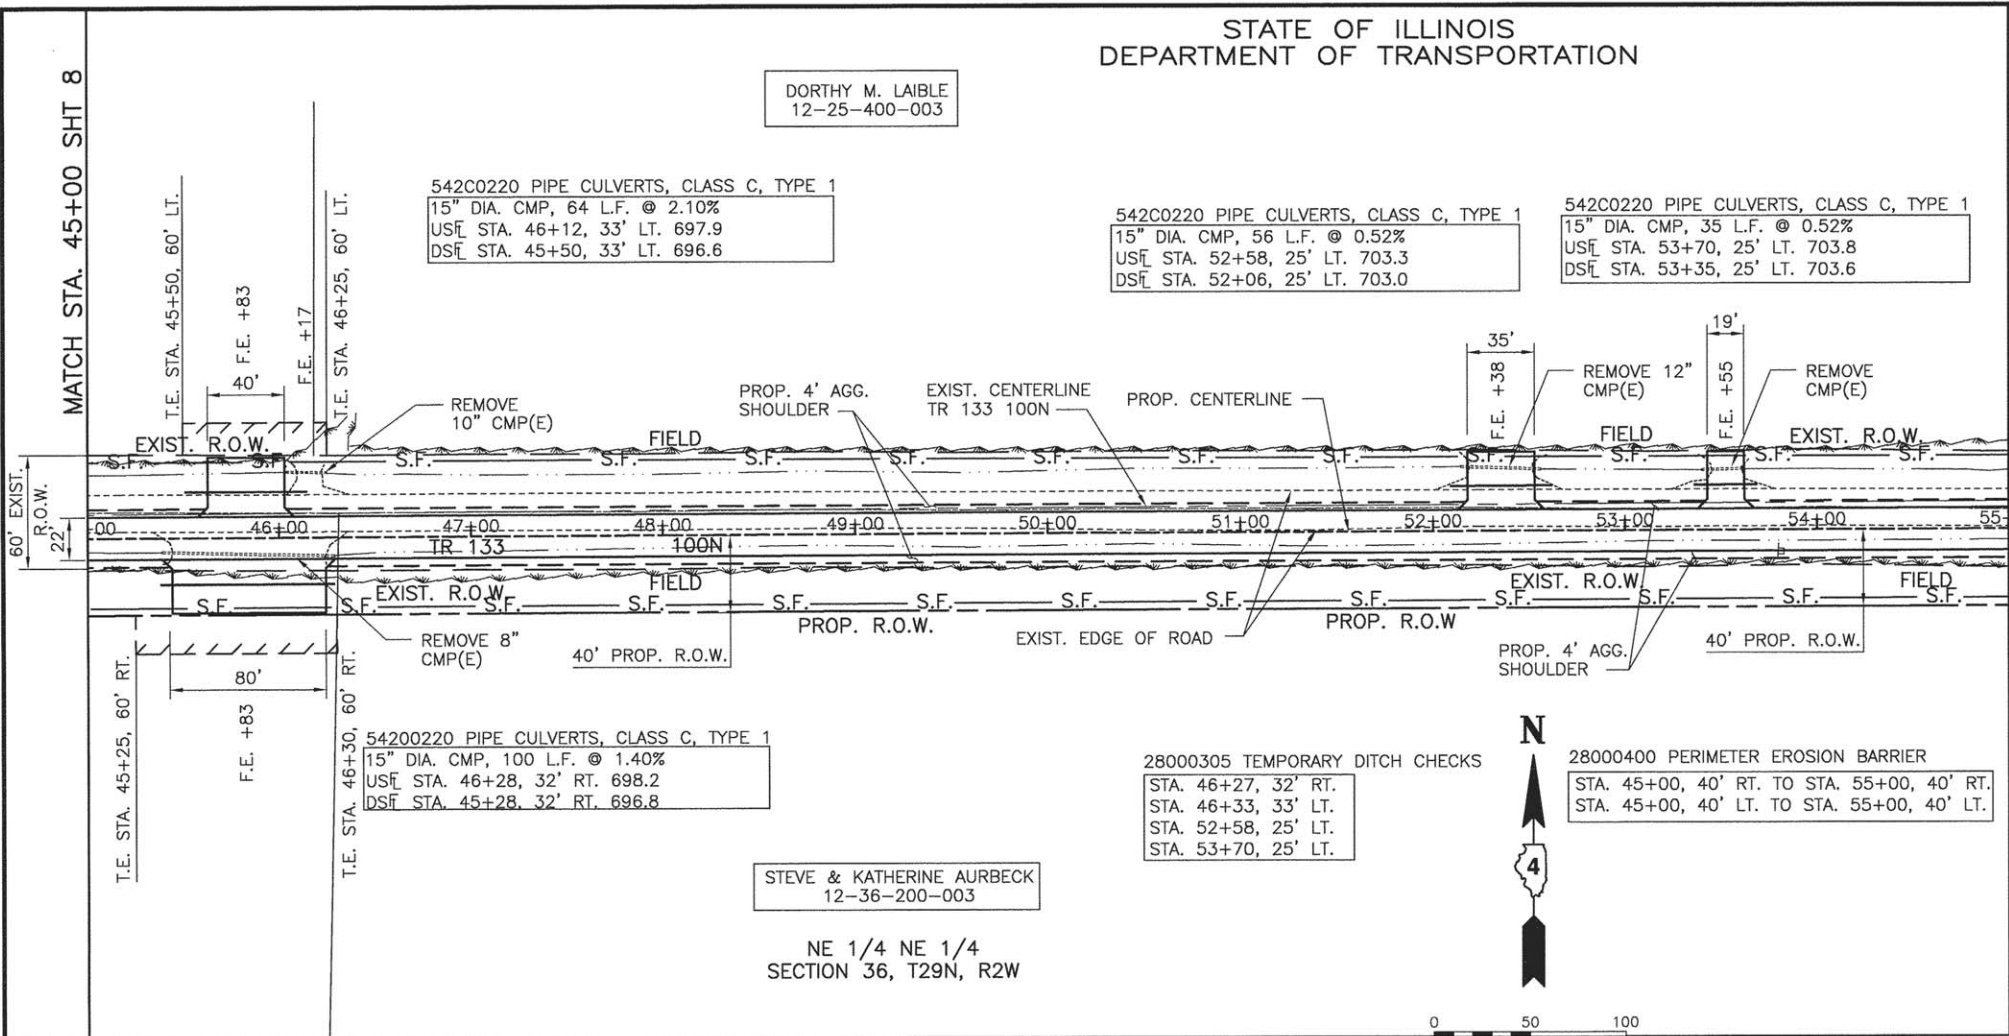 STATE OF ILLINOIS
DEPARTMENT OF TRANSPORTATION
MATCH STA. 45+00 SHT 8
DORTHY M. LAIBLE
12-25-400-003
542C0220 PIPE CULVERTS, CLASS C, TYPE 1
15" DIA. CMP, 64 L.F. @ 2.10%
USFL STA. 46+12, 33' LT. 697.9
DSFL STA. 45+50, 33' LT. 696.6
542C0220 PIPE CULVERTS, CLASS C, TYPE 1
15" DIA. CMP, 56 L.F. @ 0.52%
USFL STA. 52+58, 25' LT. 703.3
DSFL STA. 52+06, 25' LT. 703.0
542C0220 PIPE CULVERTS, CLASS C, TYPE 1
15" DIA. CMP, 35 L.F. @ 0.52%
USFL STA. 53+70, 25' LT. 703.8
DSFL STA. 53+35, 25' LT. 703.6
T.E. STA. 45+50, 60' LT.
F.E. +83
40'
F.E. +17
T.E. STA. 46+25, 60' LT.
REMOVE
10" CMP(E)
PROP. 4' AGG.
SHOULDER
EXIST. CENTERLINE
TR 133 100N
PROP. CENTERLINE
35'
F.E. +38
REMOVE 12"
CMP(E)
19'
F.E. +55
REMOVE
CMP(E)
EXIST. R.O.W.
FIELD
FIELD
EXIST. R.O.W.
S.F. S.F. S.F. S.F. S.F. S.F. S.F. S.F. S.F. S.F. S.F. S.F. S.F.
60' EXIST.
R.O.W.
22'
00 46+00 47+00 48+00 49+00 50+00 51+00 52+00 53+00 54+00 55
TR 133 100N
EXIST. R.O.W.
FIELD
EXIST. R.O.W.
FIELD
S.F. S.F. S.F. S.F. S.F. S.F. S.F. S.F. S.F. S.F. S.F. S.F. S.F.
PROP. R.O.W.
PROP. R.O.W
REMOVE 8"
CMP(E)
40' PROP. R.O.W.
EXIST. EDGE OF ROAD
PROP. 4' AGG.
SHOULDER
40' PROP. R.O.W.
T.E. STA. 45+25, 60' RT.
80'
F.E. +83
T.E. STA. 46+30, 60' RT.
54200220 PIPE CULVERTS, CLASS C, TYPE 1
15" DIA. CMP, 100 L.F. @ 1.40%
USFL STA. 46+28, 32' RT. 698.2
DSFL STA. 45+28, 32' RT. 696.8
28000305 TEMPORARY DITCH CHECKS
STA. 46+27, 32' RT.
STA. 46+33, 33' LT.
STA. 52+58, 25' LT.
STA. 53+70, 25' LT.
N
4
28000400 PERIMETER EROSION BARRIER
STA. 45+00, 40' RT. TO STA. 55+00, 40' RT.
STA. 45+00, 40' LT. TO STA. 55+00, 40' LT.
STEVE & KATHERINE AURBECK
12-36-200-003
NE 1/4 NE 1/4
SECTION 36, T29N, R2W
0 50 100